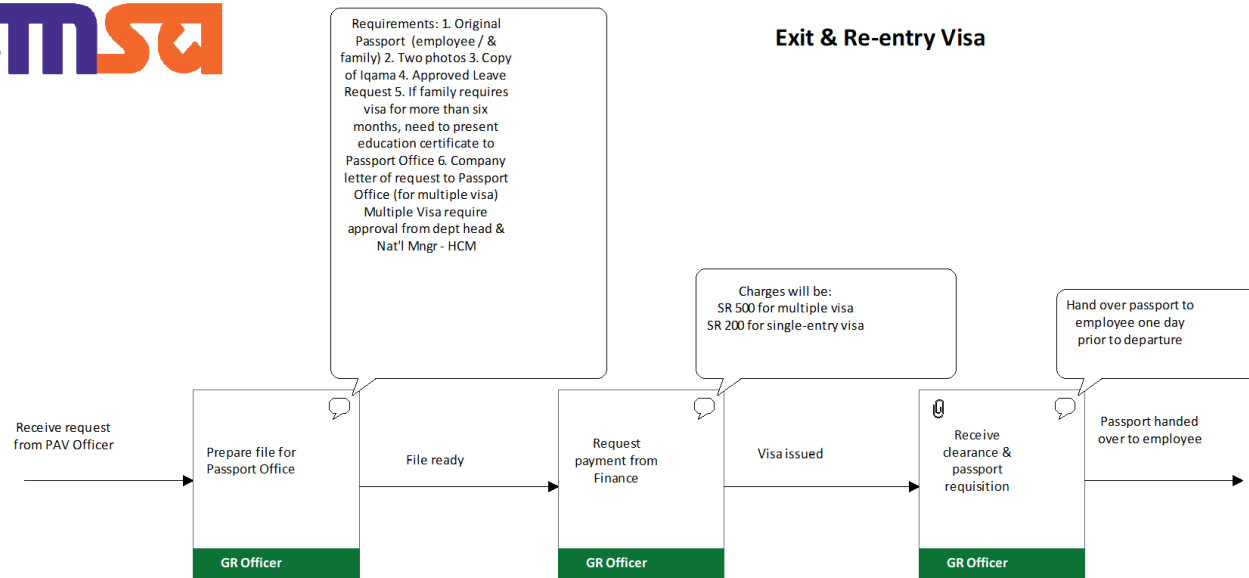 msa
Exit & Re-entry Visa
Requirements: 1. Original
Passport (employee / &
family) 2. Two photos 3. Copy
of Iqama 4. Approved Leave
Request 5. If family requires
visa for more than six
months, need to present
education certificate to
Passport Office 6. Company
letter of request to Passport
Office (for multiple visa)
Multiple Visa require
approval from dept head &
Nat'l Mngr - HCM
Charges will be:
SR 500 for multiple visa
SR 200 for single-entry visa
Hand over passport to
employee one day
prior to departure
Receive request
from PAV Officer
Prepare file for
Passport Office
GR Officer
File ready
Request
payment from
Finance
GR Officer
Visa issued
Receive
clearance &
passport
requisition
GR Officer
Passport handed
over to employee